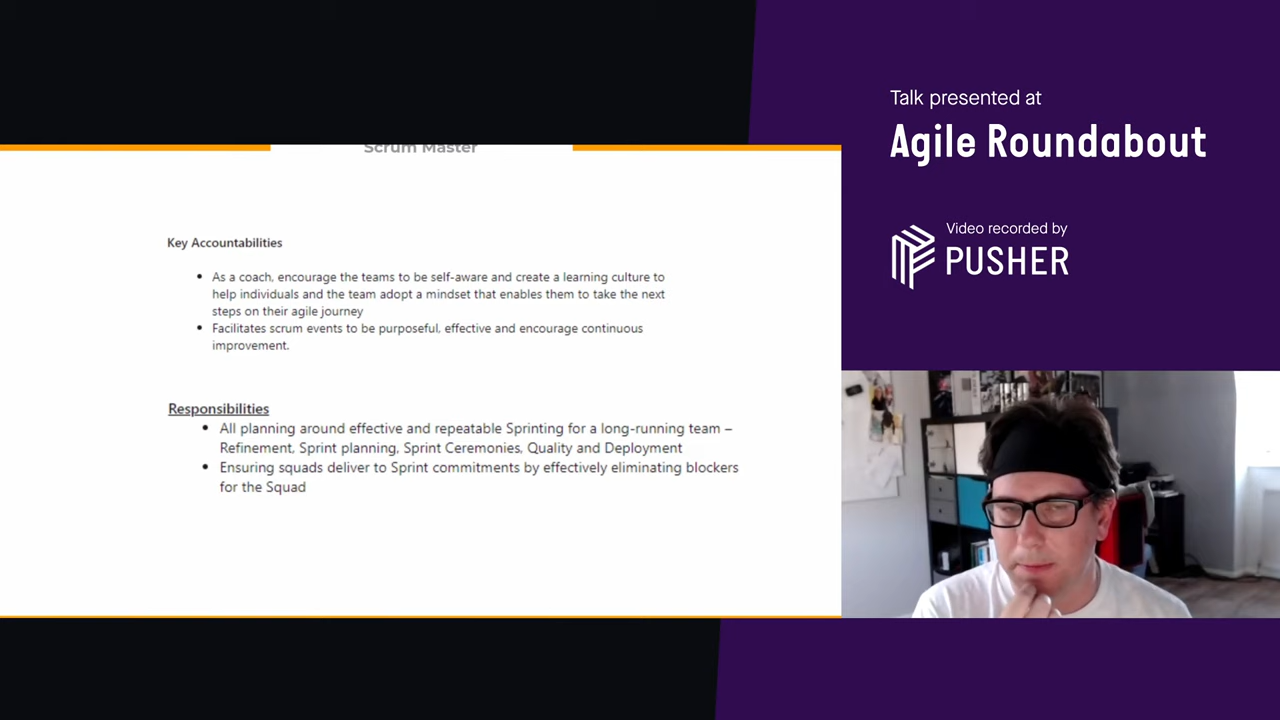 Scrum Master
Key Accountabilities
• As a coach, encourage the teams to be self-aware and create a learning culture to
help individuals and the team adopt a mindset that enables them to take the next
steps on their agile journey
• Facilitates scrum events to be purposeful, effective and encourage continuous
improvement.
Responsibilities
• All planning around effective and repeatable Sprinting for a long-running team –
Refinement, Sprint planning, Sprint Ceremonies, Quality and Deployment
• Ensuring squads deliver to Sprint commitments by effectively eliminating blockers
for the Squad
Talk presented at
Agile Roundabout
Video recorded by
PUSHER